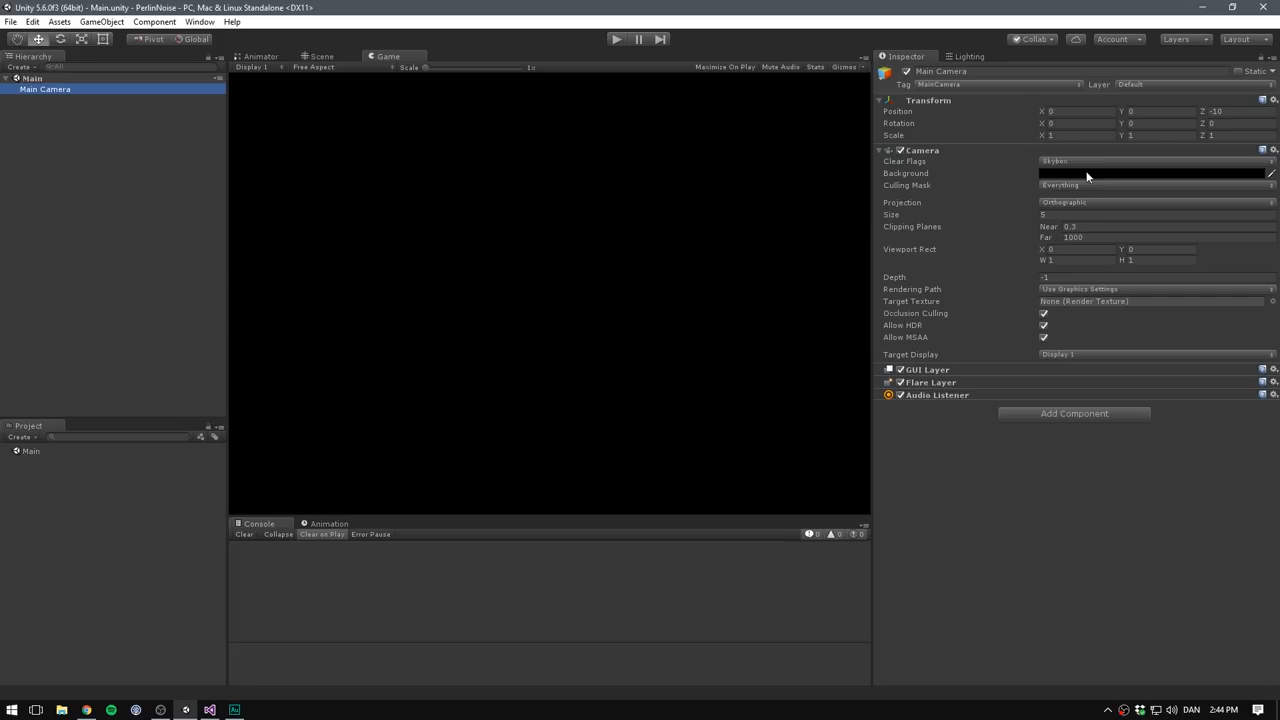 Unity 5.6.0f3 (64bit) - Main.unity - PerlinNoise - PC, Mac & Linux Standalone <DX11>
File Edit Assets GameObject Component Window Help
Pivot Global Collab Account Layers Layout
Hierarchy
Create All
Main
Main Camera
Animator Scene Game
Display 1 Free Aspect Scale 1x Maximize On Play Mute Audio Stats Gizmos
Inspector Lighting
Main Camera Static
Tag MainCamera Layer Default
Transform
Position X 0 Y 0 Z -10
Rotation X 0 Y 0 Z 0
Scale X 1 Y 1 Z 1
Camera
Clear Flags Skybox
Background
Culling Mask Everything
Projection Orthographic
Size 5
Clipping Planes Near 0.3
Far 1000
Viewport Rect X 0 Y 0
W 1 H 1
Depth -1
Rendering Path Use Graphics Settings
Target Texture None (Render Texture)
Occlusion Culling
Allow HDR
Allow MSAA
Target Display Display 1
GUI Layer
Flare Layer
Audio Listener
Add Component
Project
Create
Main
Console Animation
Clear Collapse Clear on Play Error Pause 0 0 0
Au DAN 2:44 PM